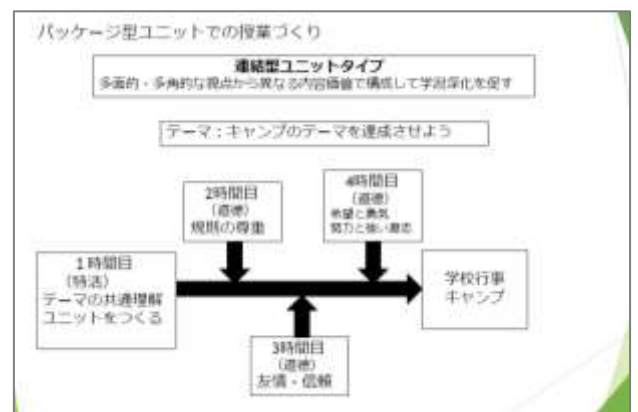 パッケージ型ユニットでの授業づくり
連結型ユニットタイプ
多面的・多角的な視点から異なる内容価値で構成して学習深化を促す
テーマ：キャンプのテーマを達成させよう
2時間目
（道徳）
規則の尊重
4時間目
（道徳）
希望と勇気
努力と強い意志
1時間目
（特活）
テーマの共通理解
ユニットをつくる
学校行事
キャンプ
3時間目
（道徳）
友情・信頼